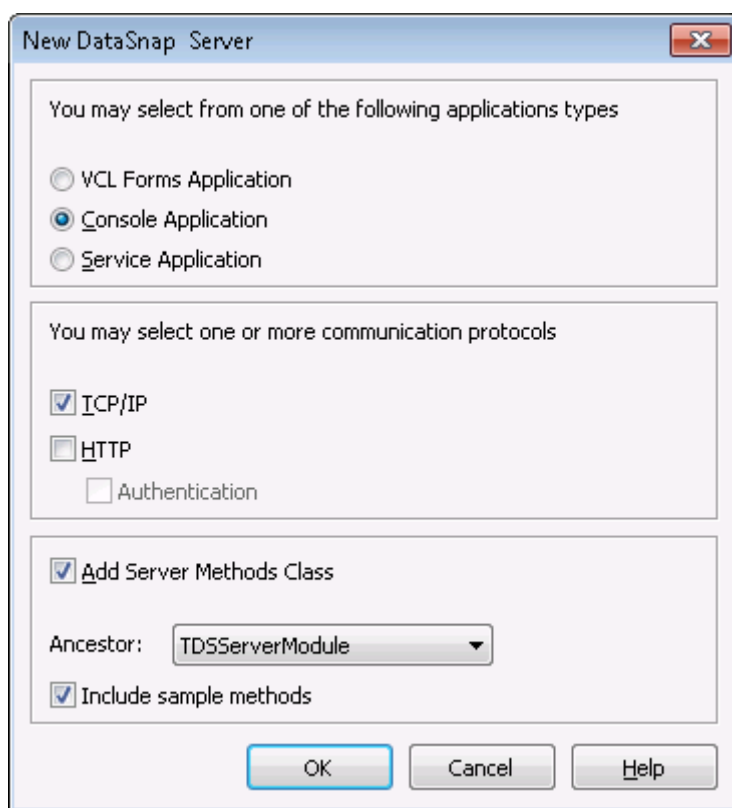 New DataSnap  Server
You may select from one of the following applications types
VCL Forms Application
Console Application
Service Application
You may select one or more communication protocols
TCP/IP
HTTP
Authentication
Add Server Methods Class
Ancestor: TDSServerModule
Include sample methods
OK Cancel Help